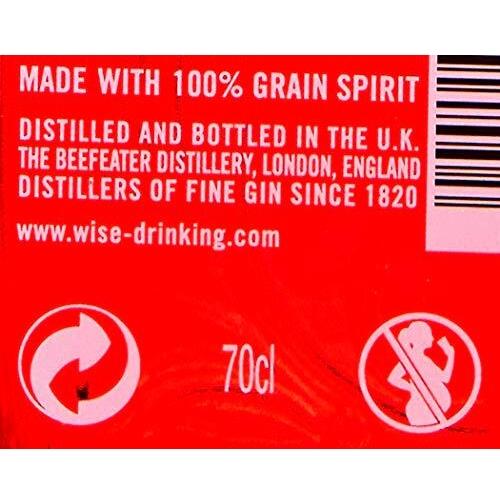 MADE WITH 100% GRAIN SPIRIT
DISTILLED AND BOTTLED IN THE U.K.
THE BEEFEATER DISTILLERY, LONDON, ENGLAND
DISTILLERS OF FINE GIN SINCE 1820
www.wise-drinking.com
70cl